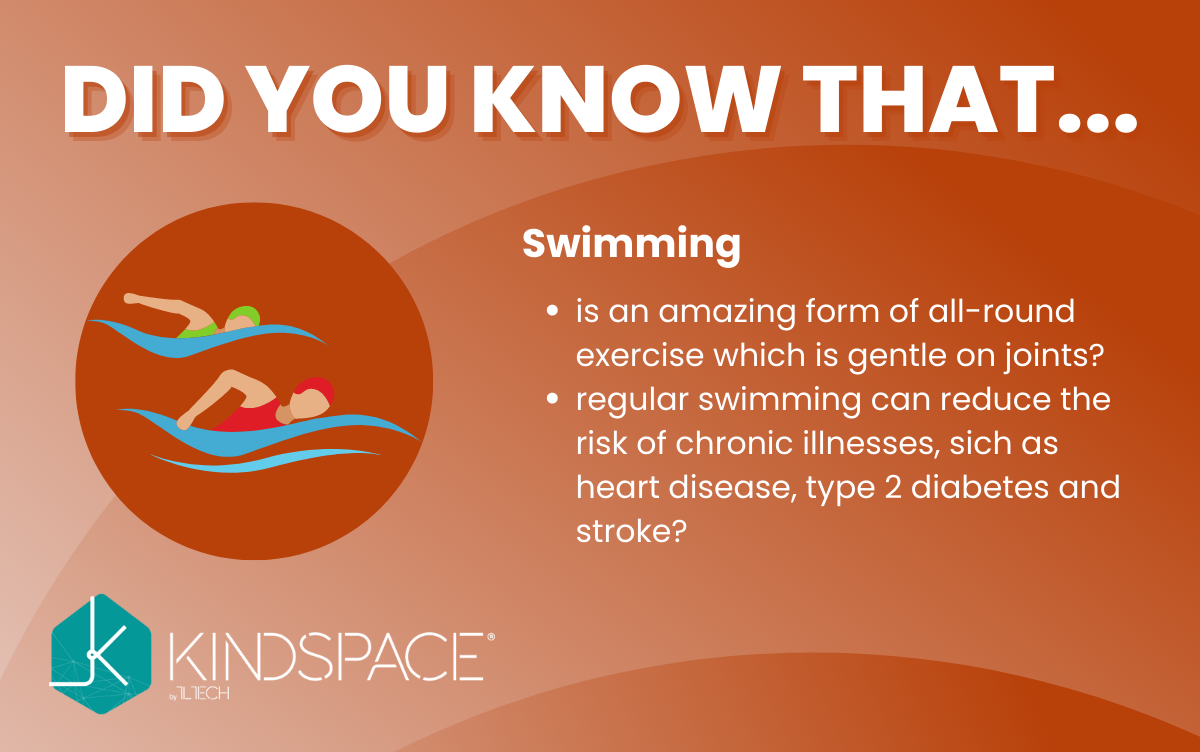 DID YOU KNOW THAT...
Swimming
• is an amazing form of all-round
exercise which is gentle on joints?
• regular swimming can reduce the
risk of chronic illnesses, sich as
heart disease, type 2 diabetes and
stroke?
KINDSPACE®
by TLTECH